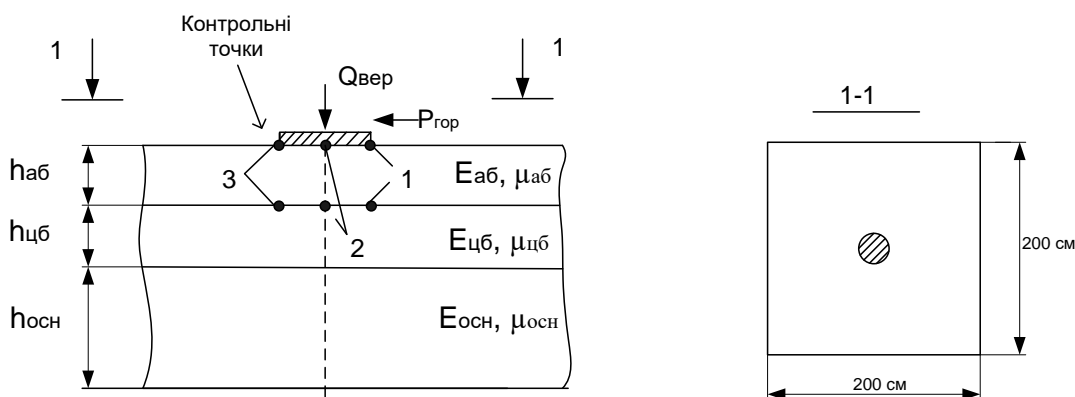 Контрольні
точки
1
1
Qвер
Pгор
hаб
3
1
Eаб, μаб
hцб
2
Eцб, μцб
hосн
Eосн, μосн
1-1
200 см
200 см